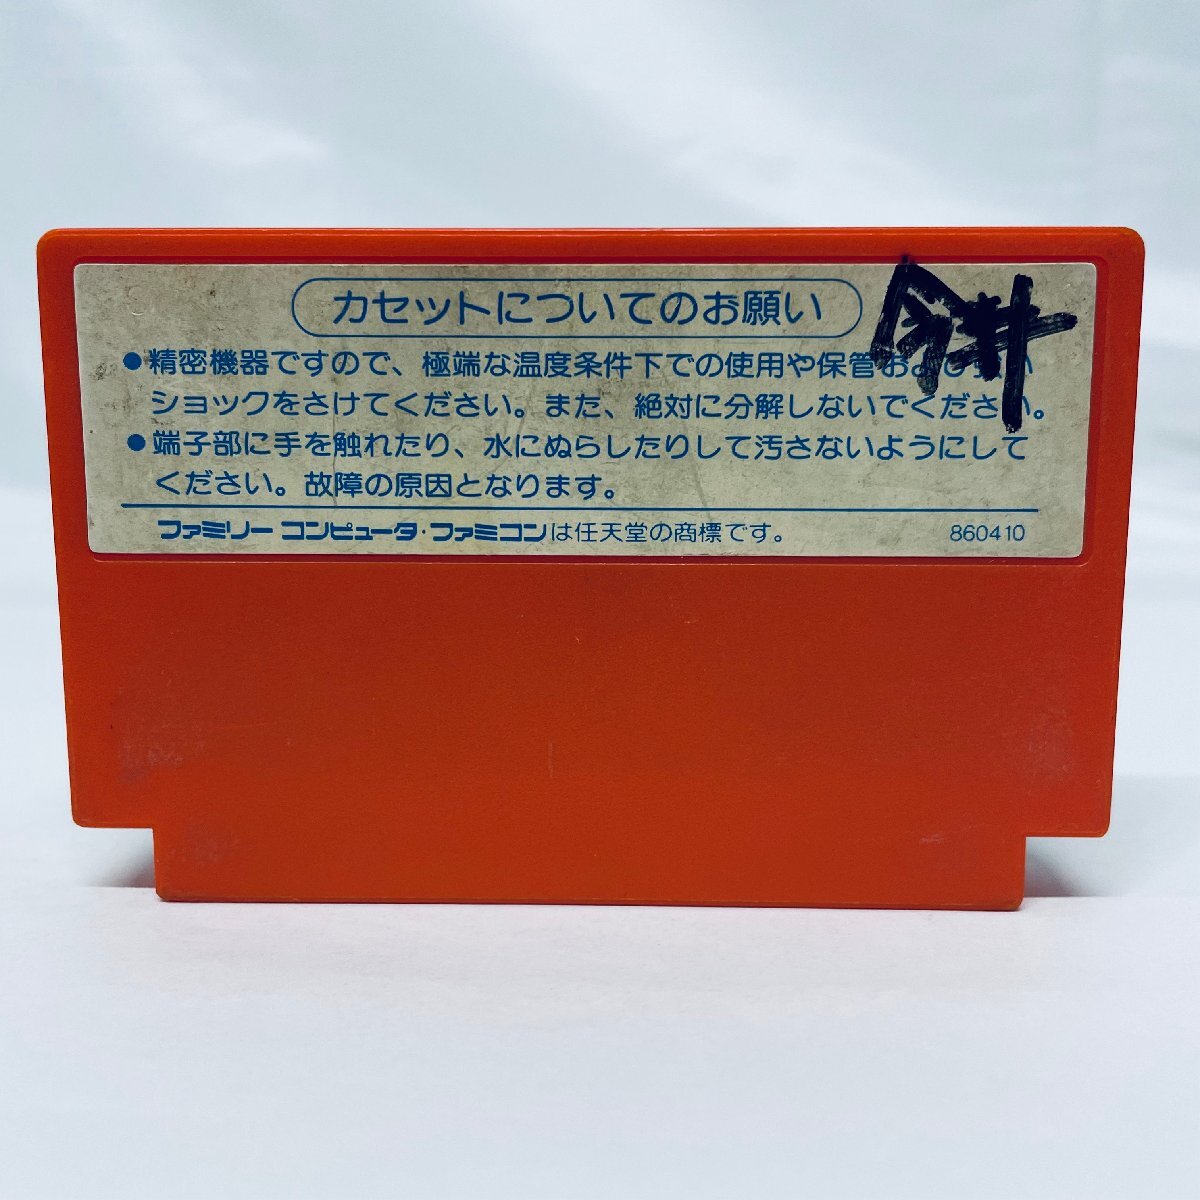 カセットについてのお願い
●精密機器ですので、極端な温度条件下での使用や保管および強い
ショックをさけてください。また、絶対に分解しないでください。
●端子部に手を触れたり、水にぬらしたりして汚さないようにして
ください。故障の原因となります。
ファミリーコンピュータ・ファミコンは任天堂の商標です。 860410